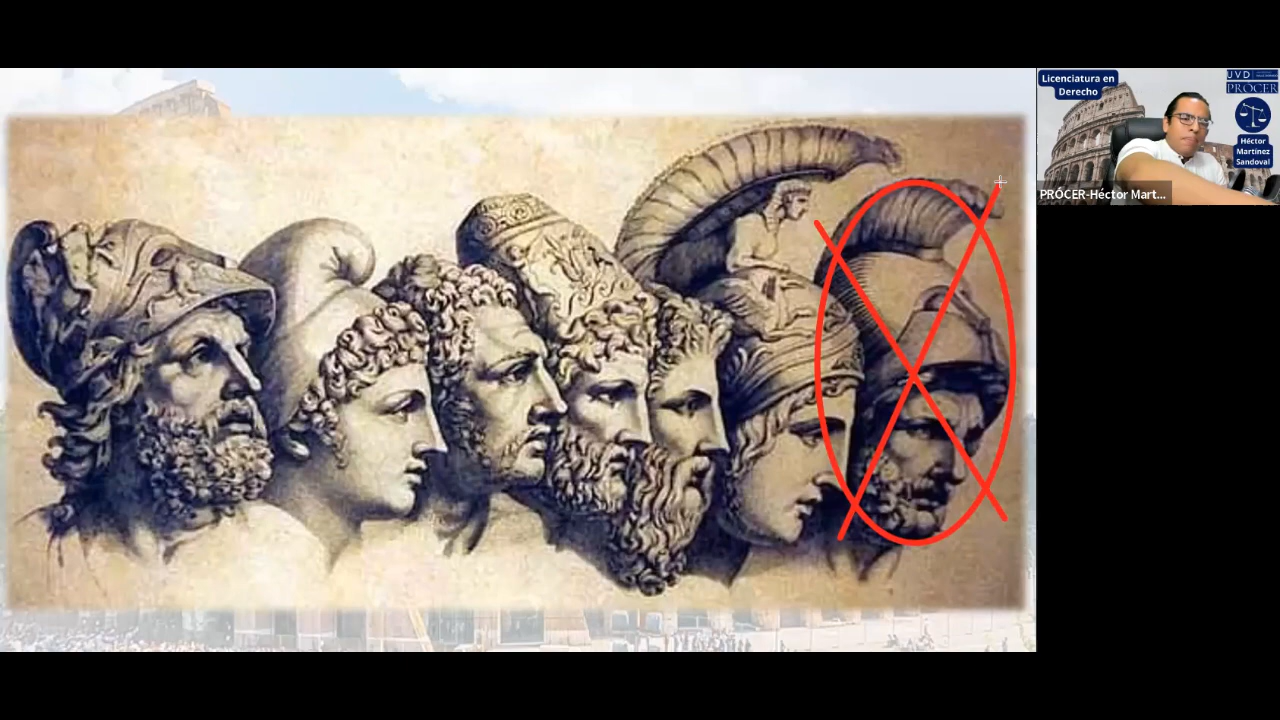 Licenciatura en
Derecho
UVD
PRÓCER
Héctor
Martínez
Sandoval
PRÓCER-Héctor Mart...